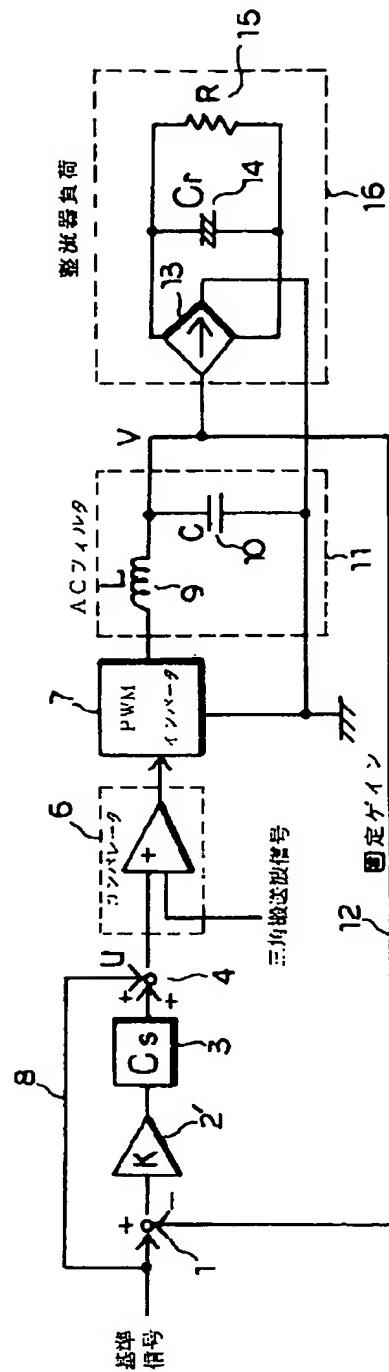 基準
信号
1
+
−
K
2'
Cs
3
8
U
+
+
4
コンパレータ
6
+
三角搬送波信号
7
PWM
インバータ
ACフィルタ
L
9
C
10
11
V
整流器負荷
13
Cr
14
R
15
16
12
固定ゲイン